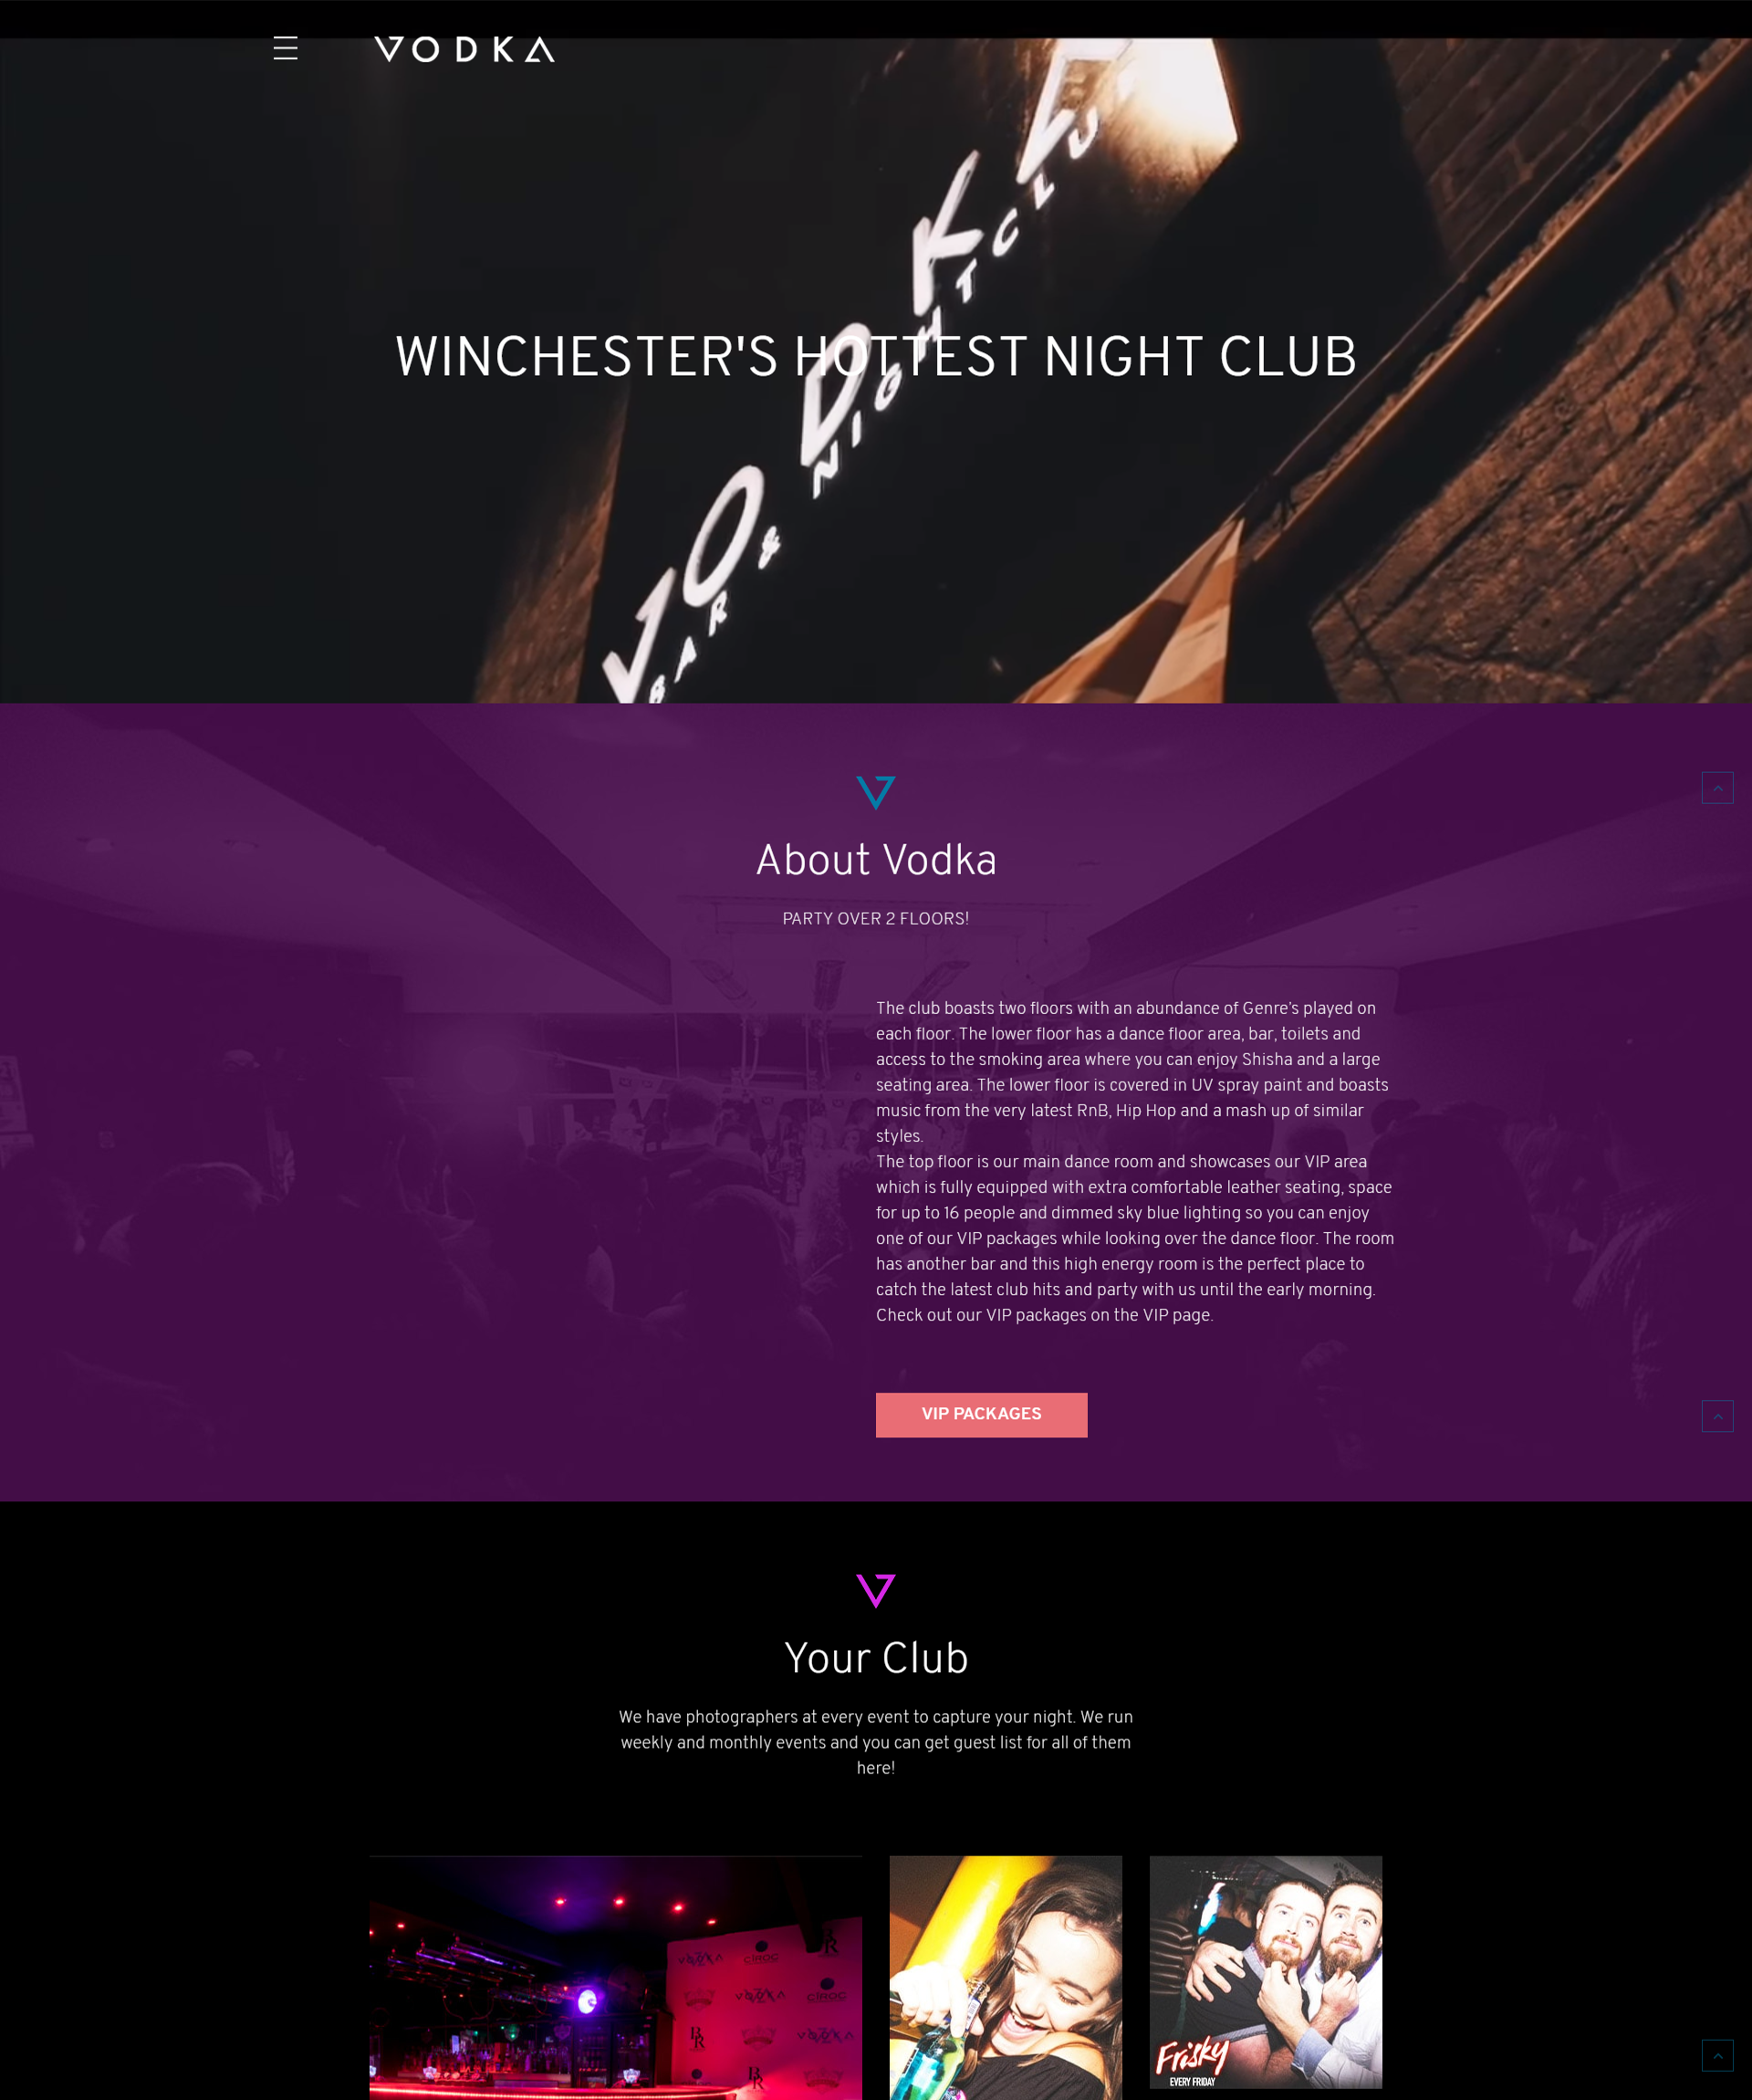 VODKA
VODKA
BAR & NIGHTCLU
WINCHESTER'S HOTTEST NIGHT CLUB
About Vodka
PARTY OVER 2 FLOORS!
The club boasts two floors with an abundance of Genre's played on
each floor. The lower floor has a dance floor area, bar, toilets and
access to the smoking area where you can enjoy Shisha and a large
seating area. The lower floor is covered in UV spray paint and boasts
music from the very latest RnB, Hip Hop and a mash up of similar
styles.
The top floor is our main dance room and showcases our VIP area
which is fully equipped with extra comfortable leather seating, space
for up to 16 people and dimmed sky blue lighting so you can enjoy
one of our VIP packages while looking over the dance floor. The room
has another bar and this high energy room is the perfect place to
catch the latest club hits and party with us until the early morning.
Check out our VIP packages on the VIP page.
VIP PACKAGES
Your Club
We have photographers at every event to capture your night. We run
weekly and monthly events and you can get guest list for all of them
here!
VODKA
CÎROC
VODKA
CÎROC
BR
VODKA
BR
Frisky
EVERY FRIDAY